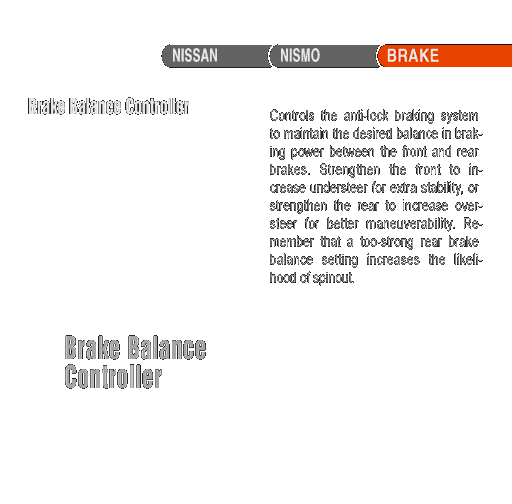 NISSAN NISMO BRAKE
Brake Balance Controller
Controls the anti-lock braking system
to maintain the desired balance in brak-
ing power between the front and rear
brakes. Strengthen the front to in-
crease understeer for extra stability, or
strengthen the rear to increase over-
steer for better maneuverability. Re-
member that a too-strong rear brake
balance setting increases the likeli-
hood of spinout.
Brake Balance
Controller